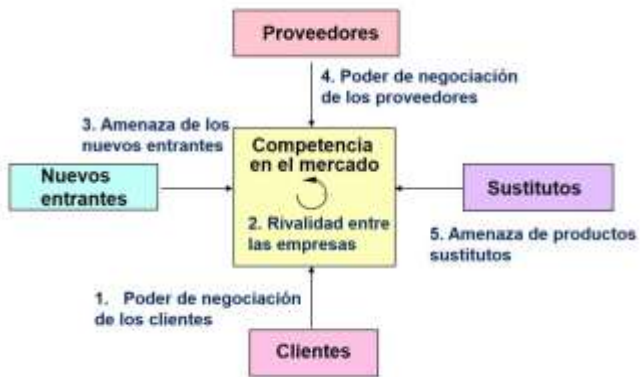 Proveedores
4. Poder de negociación
de los proveedores
3. Amenaza de los
nuevos entrantes
Competencia
en el mercado
Nuevos
entrantes
Sustitutos
2. Rivalidad entre
las empresas
5. Amenaza de productos
sustitutos
1. Poder de negociación
de los clientes
Clientes